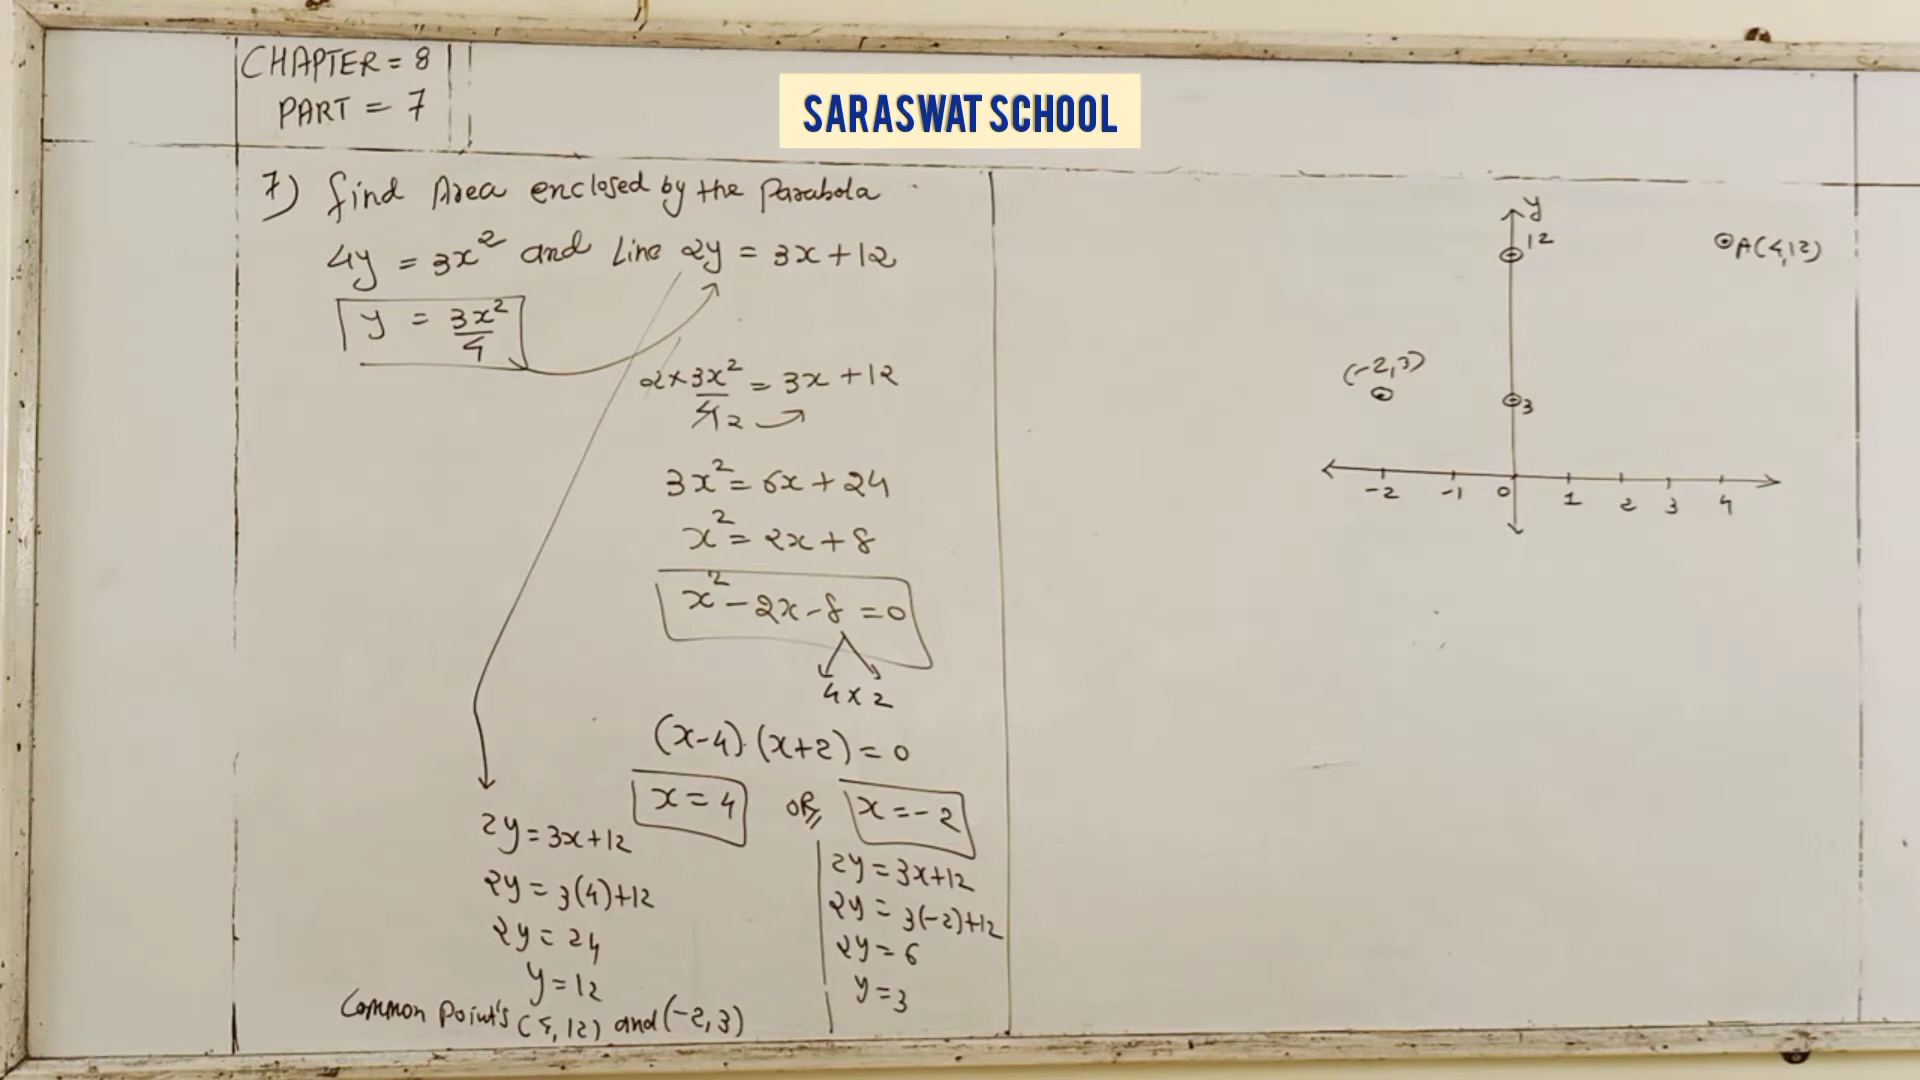 CHAPTER = 8
PART = 7
SARASWAT SCHOOL
7) find Area enclosed by the Parabola
4y = 3x² and Line 2y = 3x+12
y = 3x²/4
2×3x²/4 2 = 3x+12
3x² = 6x+24
x² = 2x+8
x²-2x-8=0
4×2
(x-4).(x+2)=0
x=4 OR x=-2
2y=3x+12
2y=3(4)+12
2y=24
y=12
2y=3x+12
2y=3(-2)+12
2y=6
y=3
Common Point's (4,12) and (-2,3)
y
12
A(4,12)
(-2,3)
3
-2 -1 0 1 2 3 4